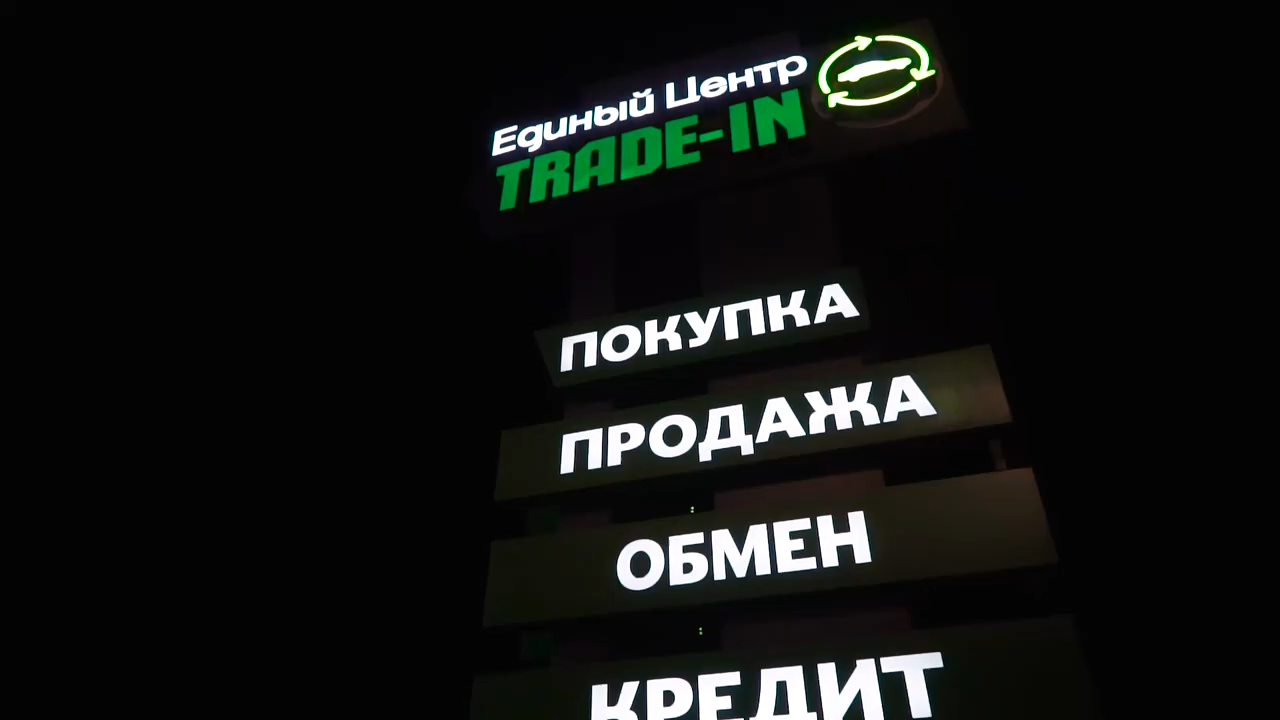 Единый Центр
TRADE-IN
ПОКУПКА
ПРОДАЖА
ОБМЕН
КРЕДИТ